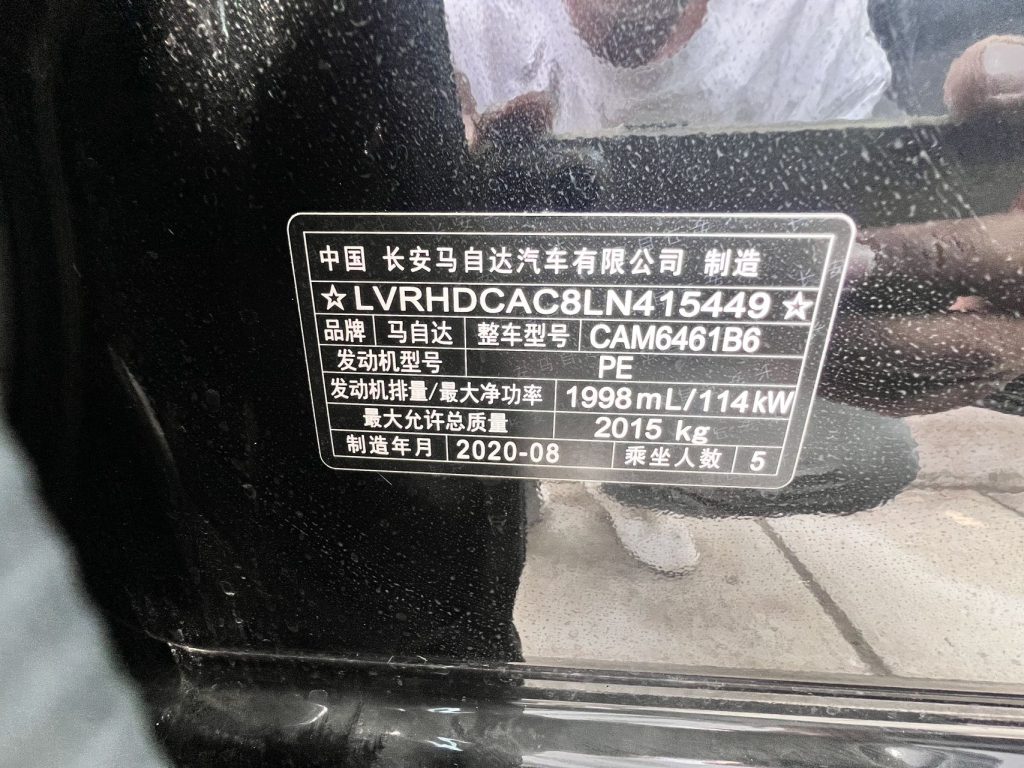 中国 长安马自达汽车有限公司 制造
☆LVRHDCAC8LN415449☆
品牌 马自达 整车型号 CAM6461B6
发动机型号 PE
发动机排量/最大净功率 1998mL/114kW
最大允许总质量 2015 kg
制造年月 2020-08 乘坐人数 5